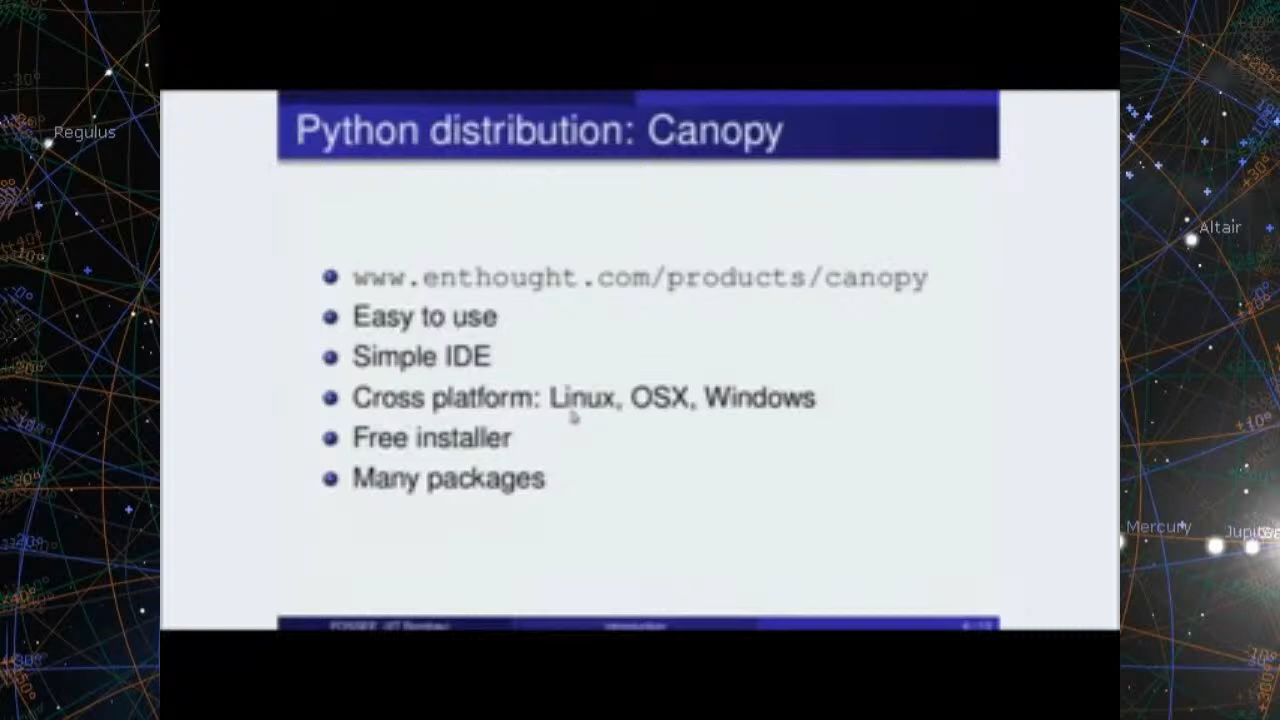 Python distribution: Canopy
www.enthought.com/products/canopy
Easy to use
Simple IDE
Cross platform: Linux, OSX, Windows
Free installer
Many packages
Regulus
Altair
Mercury